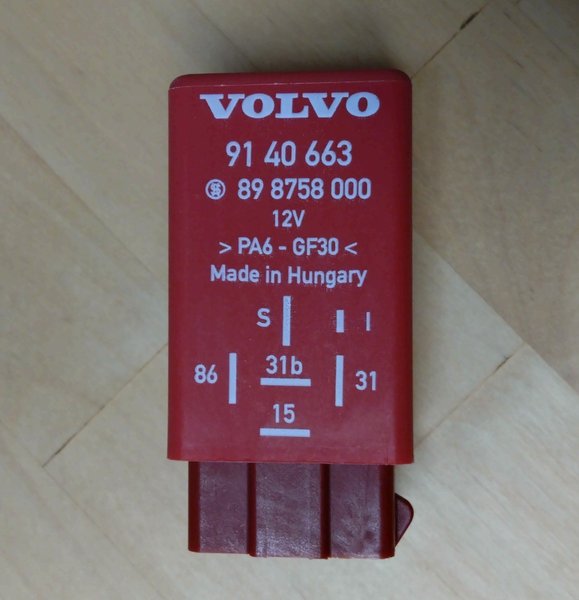 VOLVO
91 40 663
89 8758 000
12V
> PA6 - GF30 <
Made in Hungary
S I
86 31b 31
15